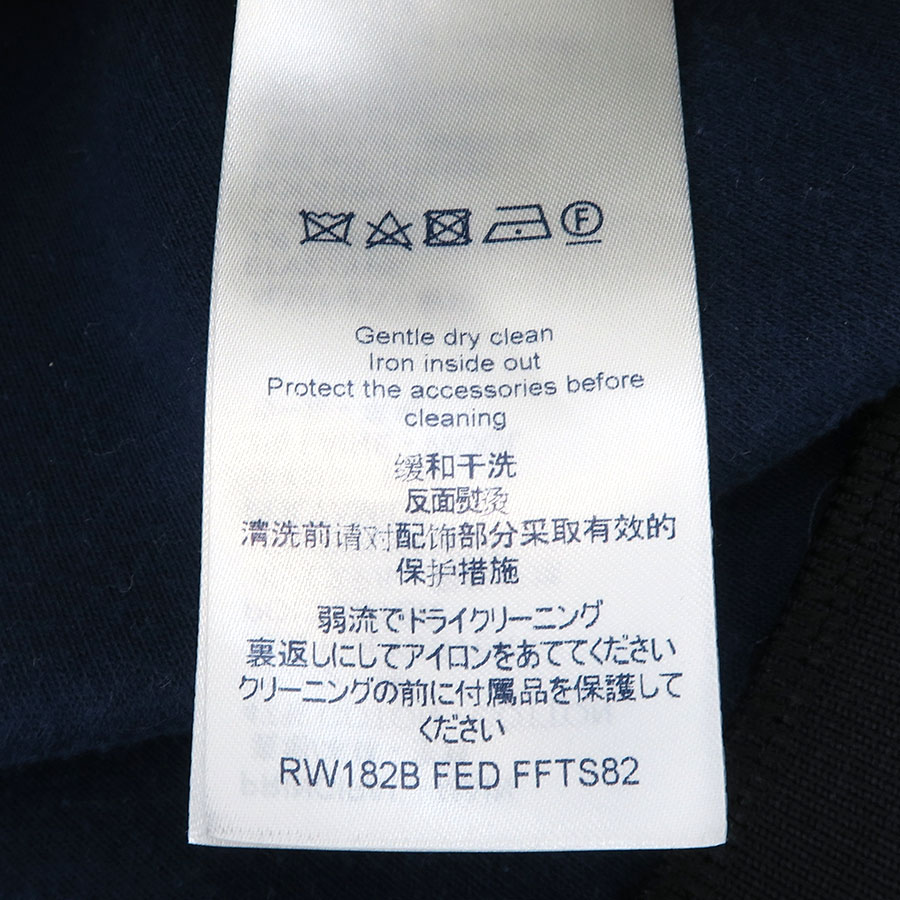 F
Gentle dry clean
Iron inside out
Protect the accessories before
cleaning
缓和干洗
反面熨烫
清洗前请对配饰部分采取有效的
保护措施
弱流でドライクリーニング
裏返しにしてアイロンをあててください
クリーニングの前に付属品を保護して
ください
RW182B FED FFTS82